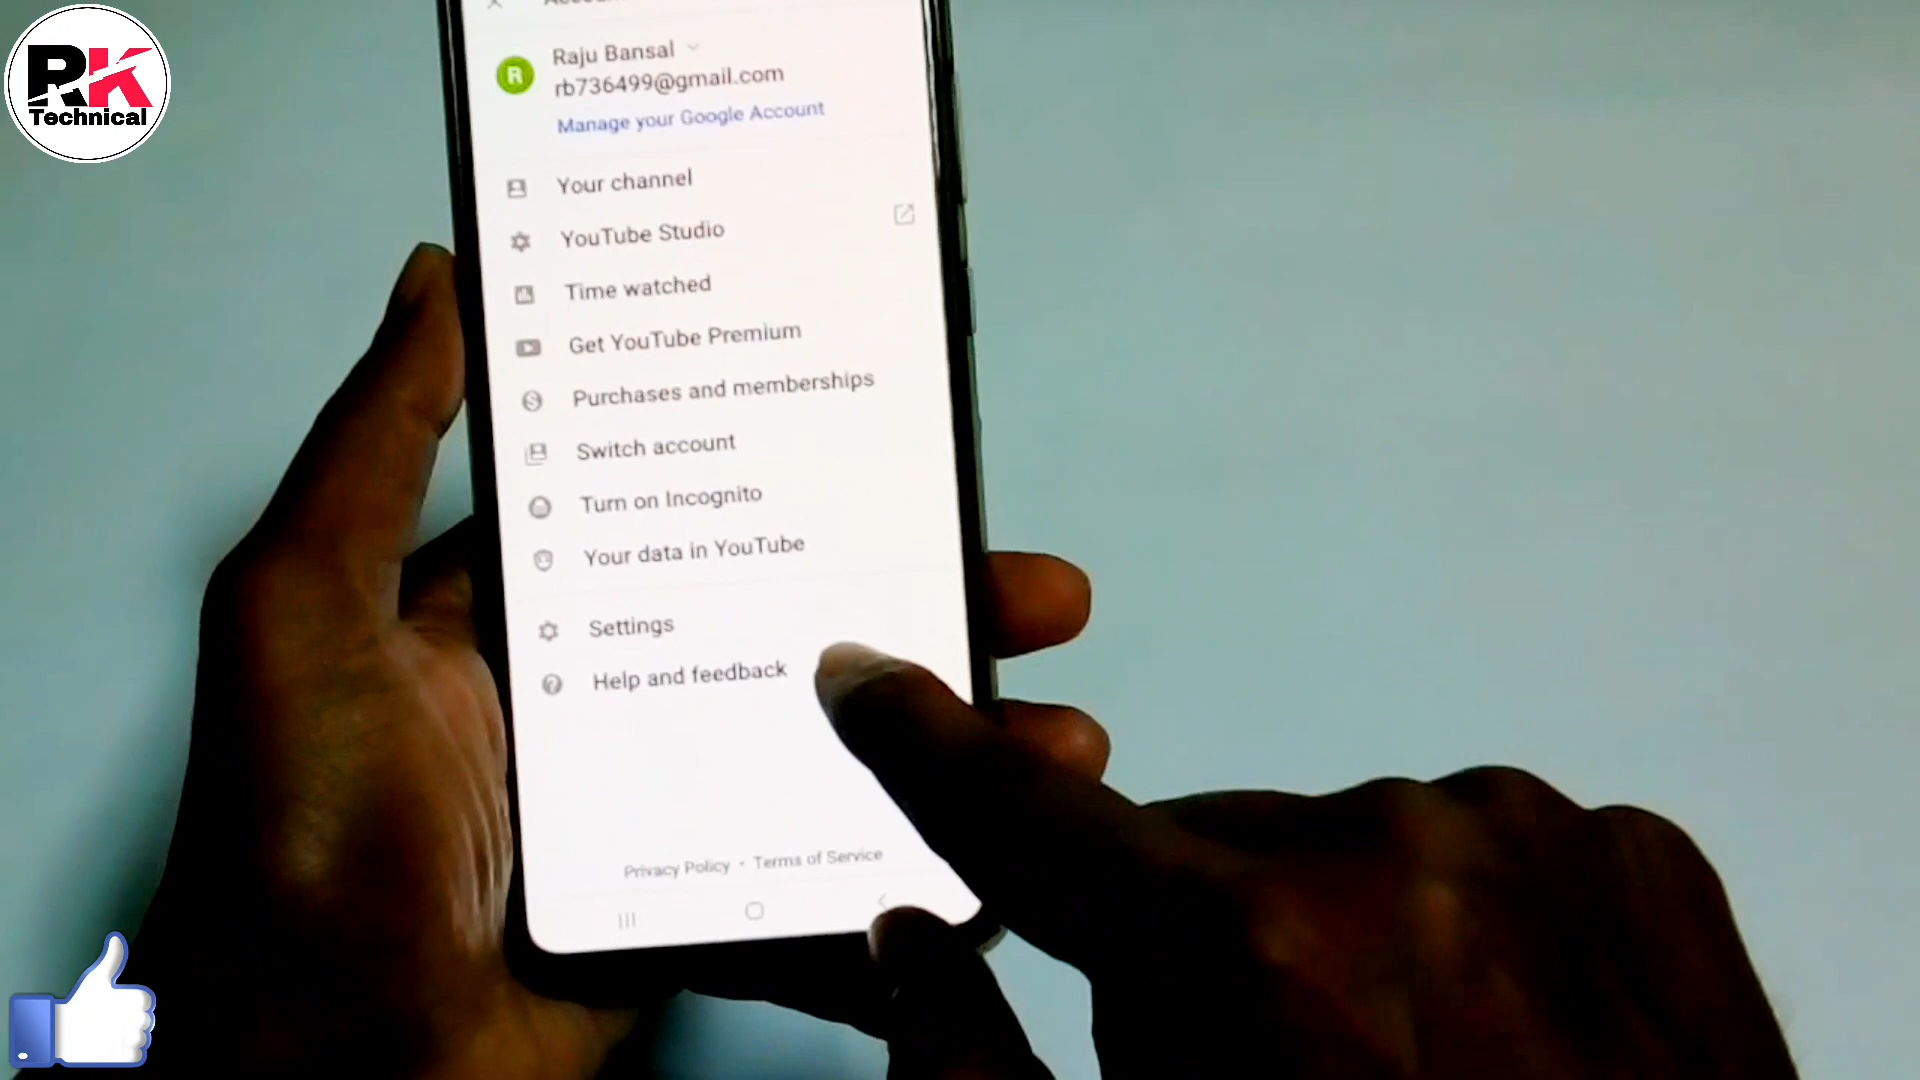 RK
Technical
Raju Bansal
rb736499@gmail.com
Manage your Google Account
Your channel
YouTube Studio
Time watched
Get YouTube Premium
Purchases and memberships
Switch account
Turn on Incognito
Your data in YouTube
Settings
Help and feedback
Privacy Policy • Terms of Service